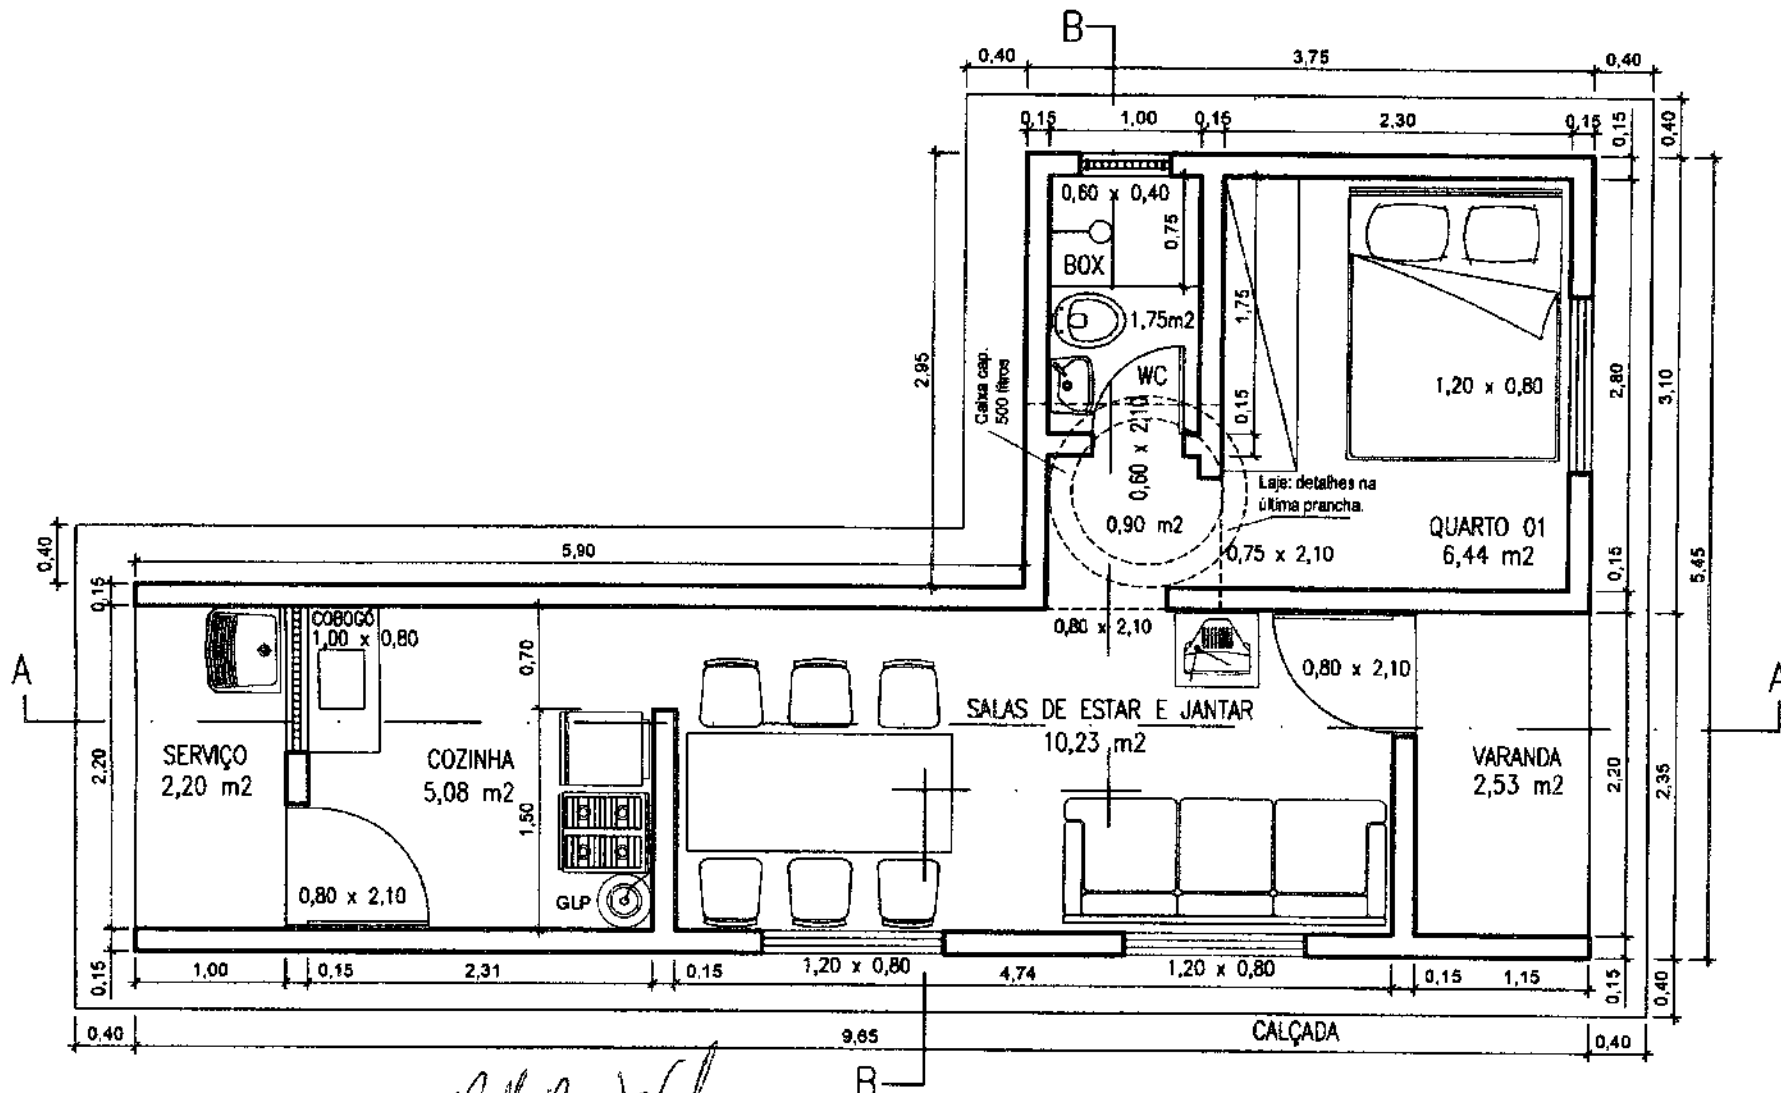 B
0,40 3,75 0,40
0,15 1,00 0,15 2,30 0,15
0,15
0,40
0,60 x 0,40
0,75
BOX
1,75m2
1,75
2,95
Caixa cap.
500 litros
WC
0,15
0,60 x 2,10
1,20 x 0,80
2,80
3,10
Laje: detalhes na
última prancha.
0,90 m2
QUARTO 01
6,44 m2
0,75 x 2,10
0,15
5,45
0,40
5,90
0,15
COBOGÓ
1,00 x 0,80
0,70
0,80 x 2,10
0,80 x 2,10
A
A
SALAS DE ESTAR E JANTAR
10,23 m2
SERVIÇO
2,20 m2
COZINHA
5,08 m2
VARANDA
2,53 m2
2,20
1,50
2,20
2,35
0,80 x 2,10
GLP
0,15
1,00 0,15 2,31 0,15 1,20 x 0,80 4,74 1,20 x 0,80 0,15 1,15
0,15
0,40
0,40 9,65 CALÇADA 0,40
B